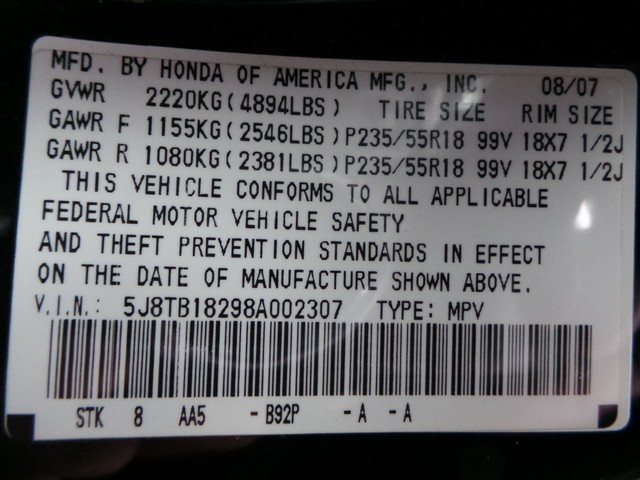 MFD. BY HONDA OF AMERICA MFG., INC. 08/07
GVWR 2220KG(4894LBS) TIRE SIZE RIM SIZE
GAWR F 1155KG(2546LBS)P235/55R18 99V 18X7 1/2J
GAWR R 1080KG(2381LBS)P235/55R18 99V 18X7 1/2J
THIS VEHICLE CONFORMS TO ALL APPLICABLE
FEDERAL MOTOR VEHICLE SAFETY
AND THEFT PREVENTION STANDARDS IN EFFECT
ON THE DATE OF MANUFACTURE SHOWN ABOVE.
V.I.N.: 5J8TB18298A002307 TYPE: MPV
STK 8 AA5 -B92P -A -A